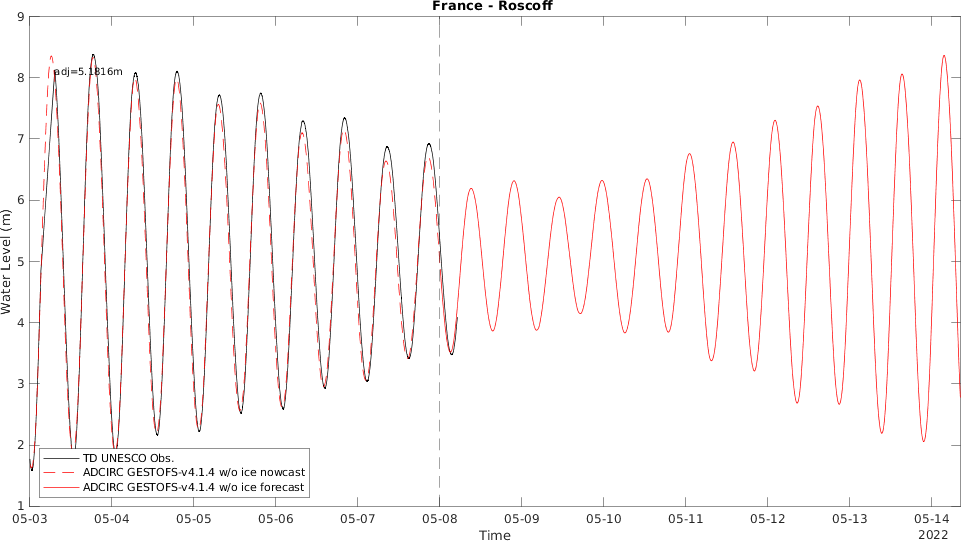 France - Roscoff
9
8
7
6
5
4
3
2
1
Water Level (m)
adj=5.1816m
TD UNESCO Obs.
ADCIRC GESTOFS-v4.1.4 w/o ice nowcast
ADCIRC GESTOFS-v4.1.4 w/o ice forecast
05-03 05-04 05-05 05-06 05-07 05-08 05-09 05-10 05-11 05-12 05-13 05-14
Time
2022